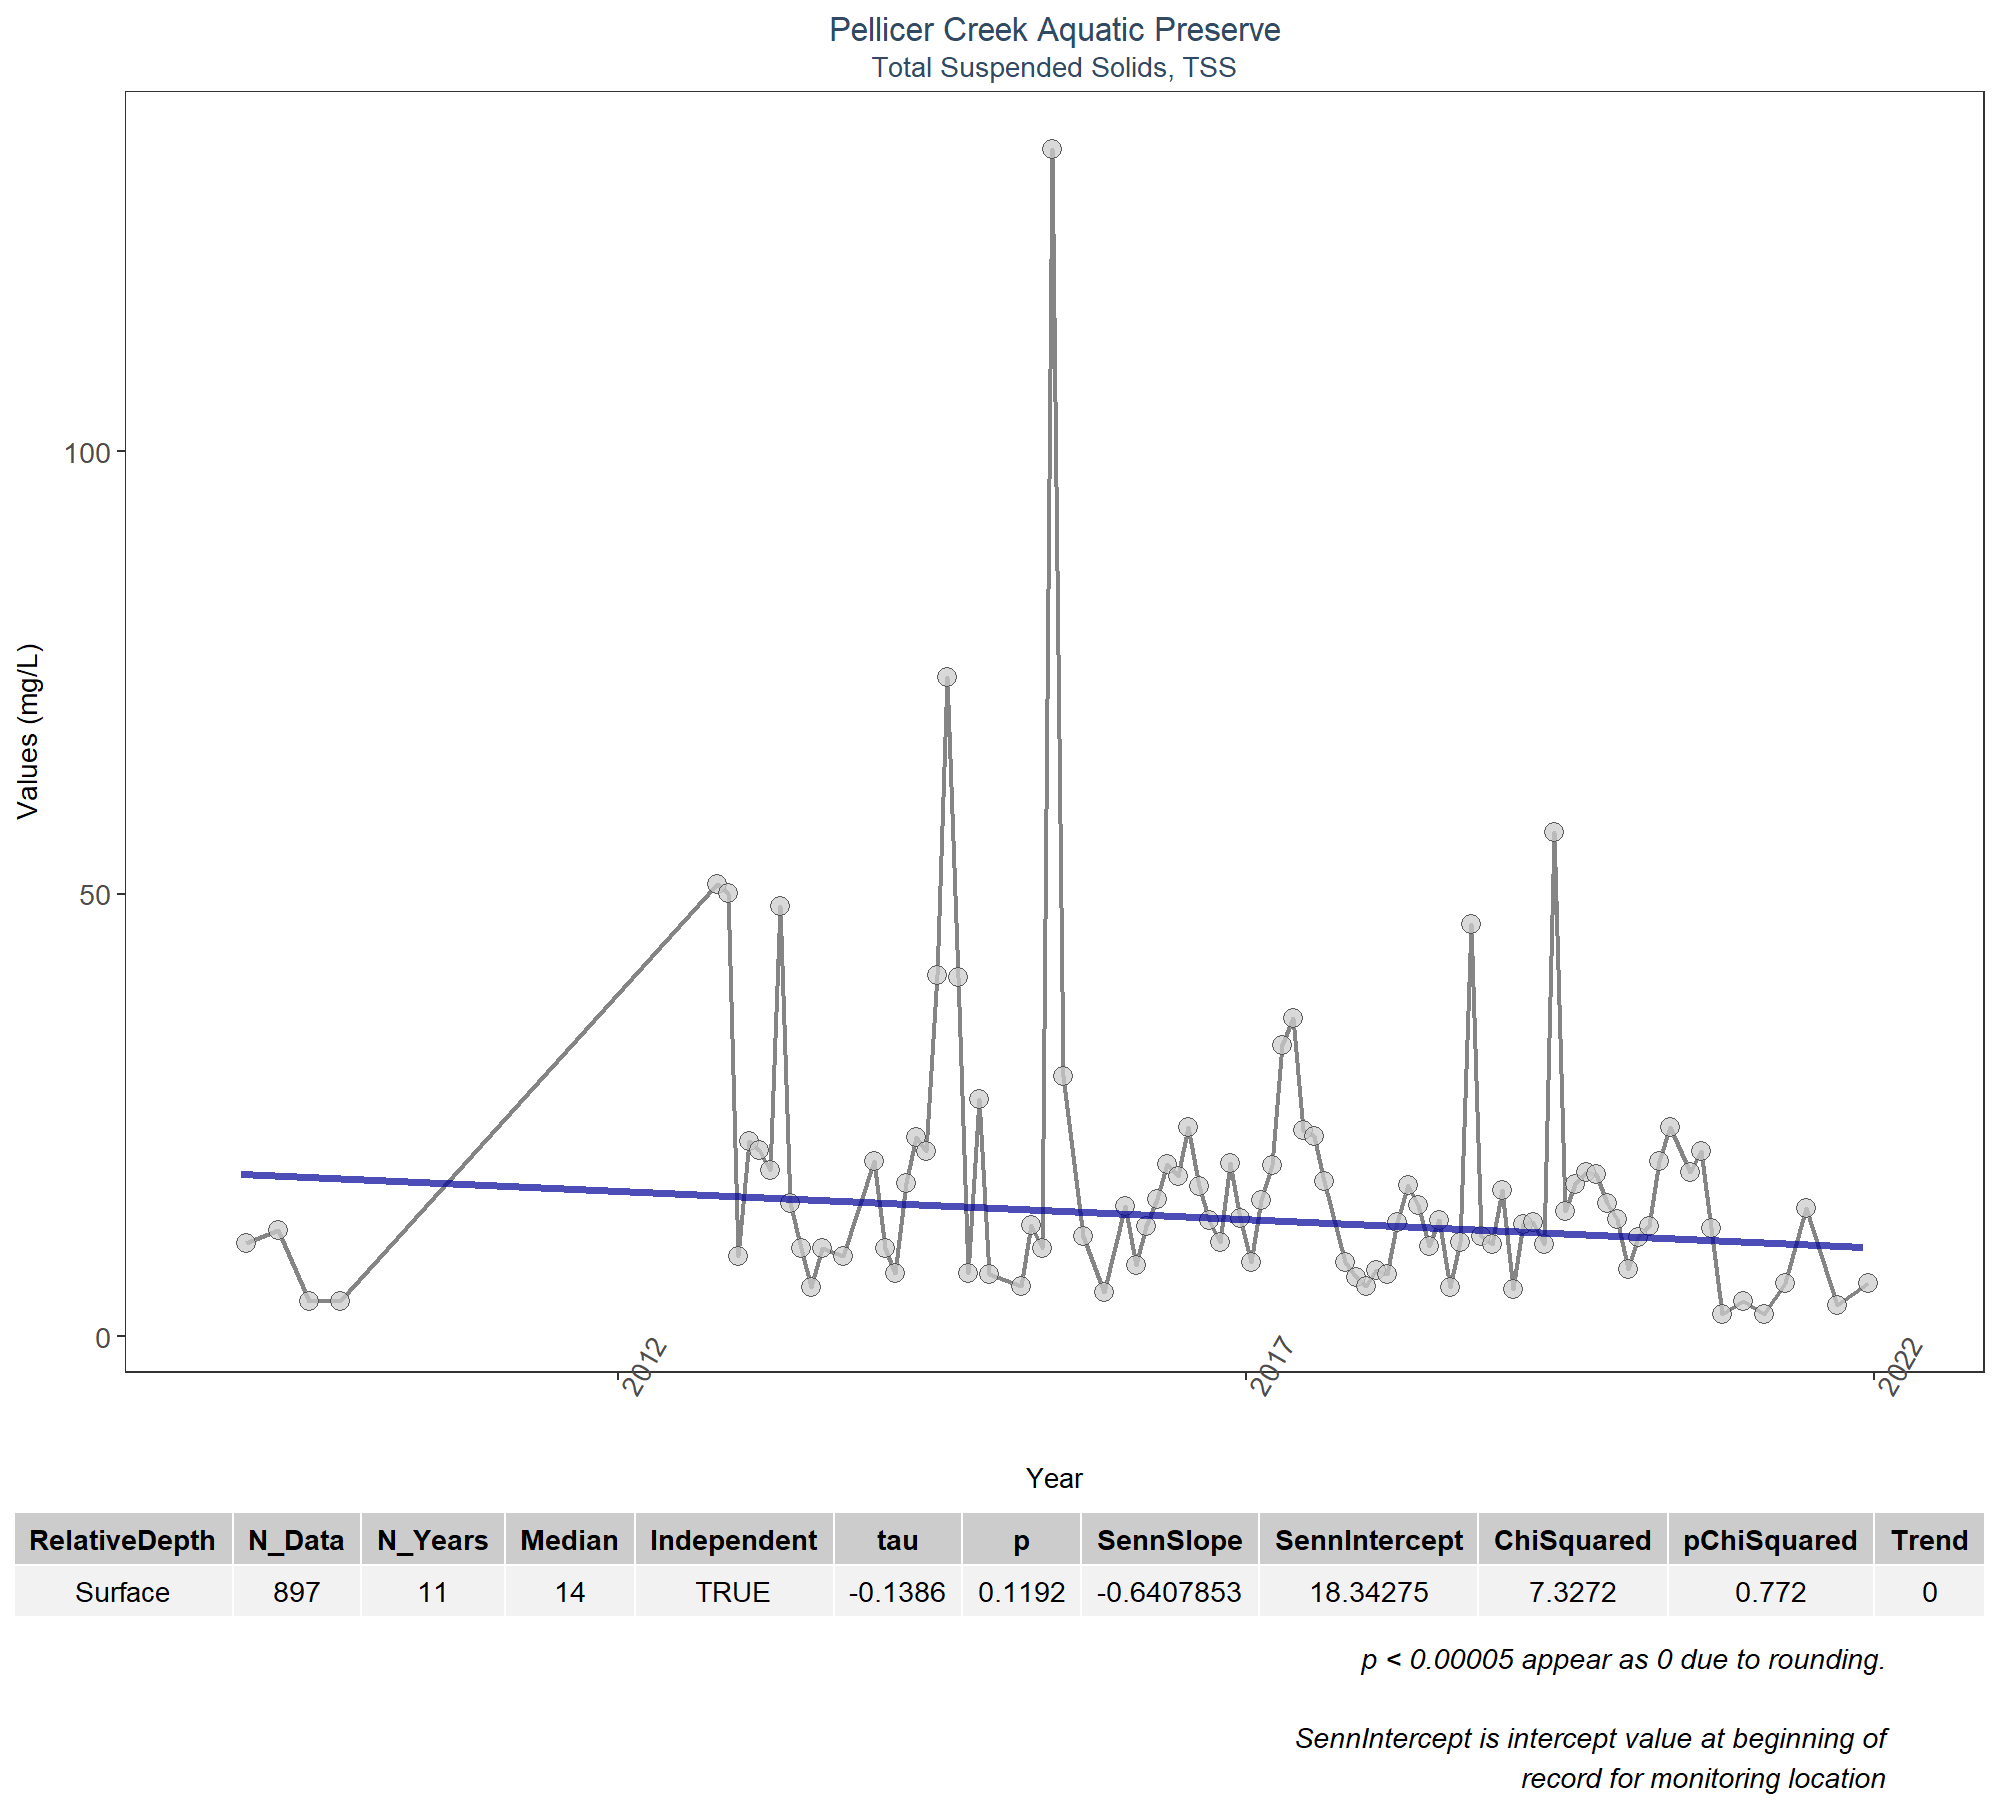 Pellicer Creek Aquatic Preserve
Total Suspended Solids, TSS
Values (mg/L)
100
50
0
2012 2017 2022
Year
RelativeDepth N_Data N_Years Median Independent tau p SennSlope SennIntercept ChiSquared pChiSquared Trend
Surface 897 11 14 TRUE -0.1386 0.1192 -0.6407853 18.34275 7.3272 0.772 0
p < 0.00005 appear as 0 due to rounding.
SennIntercept is intercept value at beginning of
record for monitoring location